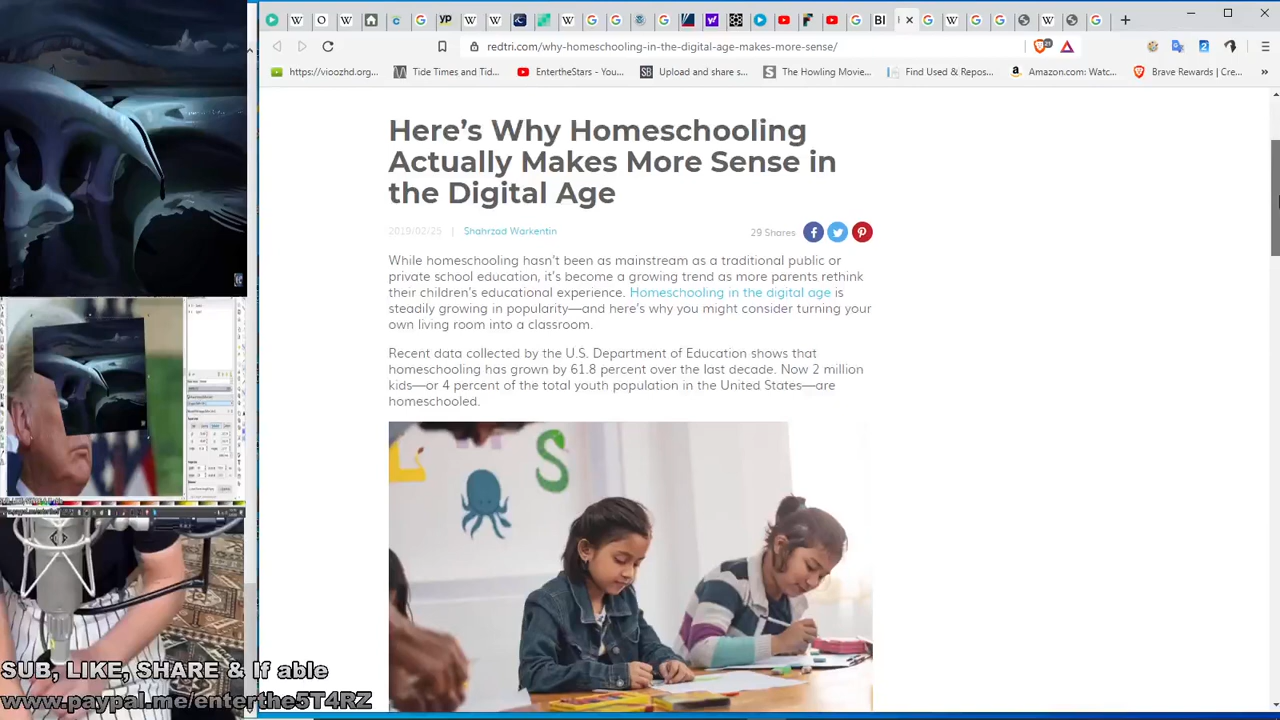 redtri.com/why-homeschooling-in-the-digital-age-makes-more-sense/
https://vioozhd.org...
Tide Times and Tid...
EntertheStars - You...
Upload and share s...
The Howling Movie...
Find Used & Repos...
Amazon.com: Watc...
Brave Rewards | Cre...
Here's Why Homeschooling
Actually Makes More Sense in
the Digital Age
2019/02/25 | Shahrzad Warkentin
29 Shares
While homeschooling hasn't been as mainstream as a traditional public or
private school education, it's become a growing trend as more parents rethink
their children's educational experience. Homeschooling in the digital age is
steadily growing in popularity—and here's why you might consider turning your
own living room into a classroom.
Recent data collected by the U.S. Department of Education shows that
homeschooling has grown by 61.8 percent over the last decade. Now 2 million
kids—or 4 percent of the total youth population in the United States—are
homeschooled.
SUB, LIKE, SHARE & If able
www.paypal.me/enterthe5T4RZ